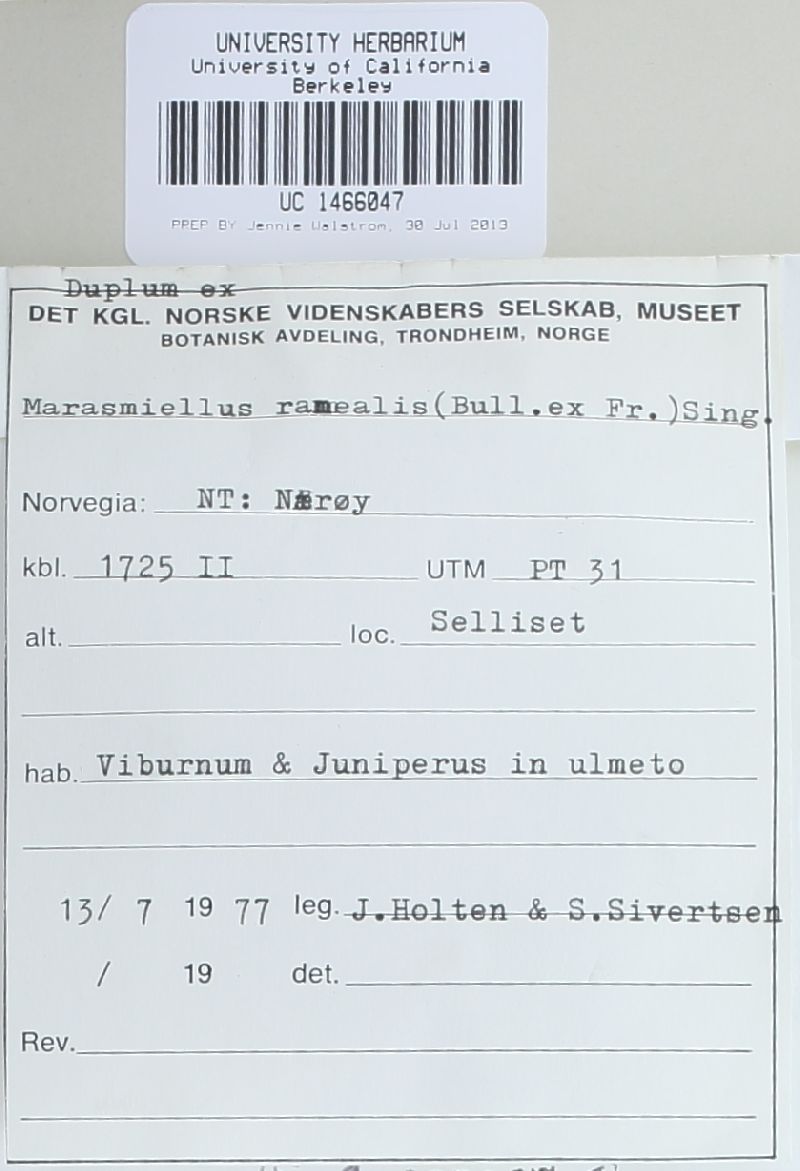 UNIVERSITY HERBARIUM
University of California
Berkeley
UC 1466047
PREP BY Jennie Walstrom, 30 Jul 2013
Duplum ex
DET KGL. NORSKE VIDENSKABERS SELSKAB, MUSEET
BOTANISK AVDELING, TRONDHEIM, NORGE
Marasmiellus ramealis(Bull.ex Fr.)Sing.
Norvegia: NT: Nærøy
kbl. 1725 II UTM PT 31
alt. loc. Selliset
hab. Viburnum & Juniperus in ulmeto
13/ 7 19 77 leg. J.Holten & S.Sivertsen
/ 19 det.
Rev.